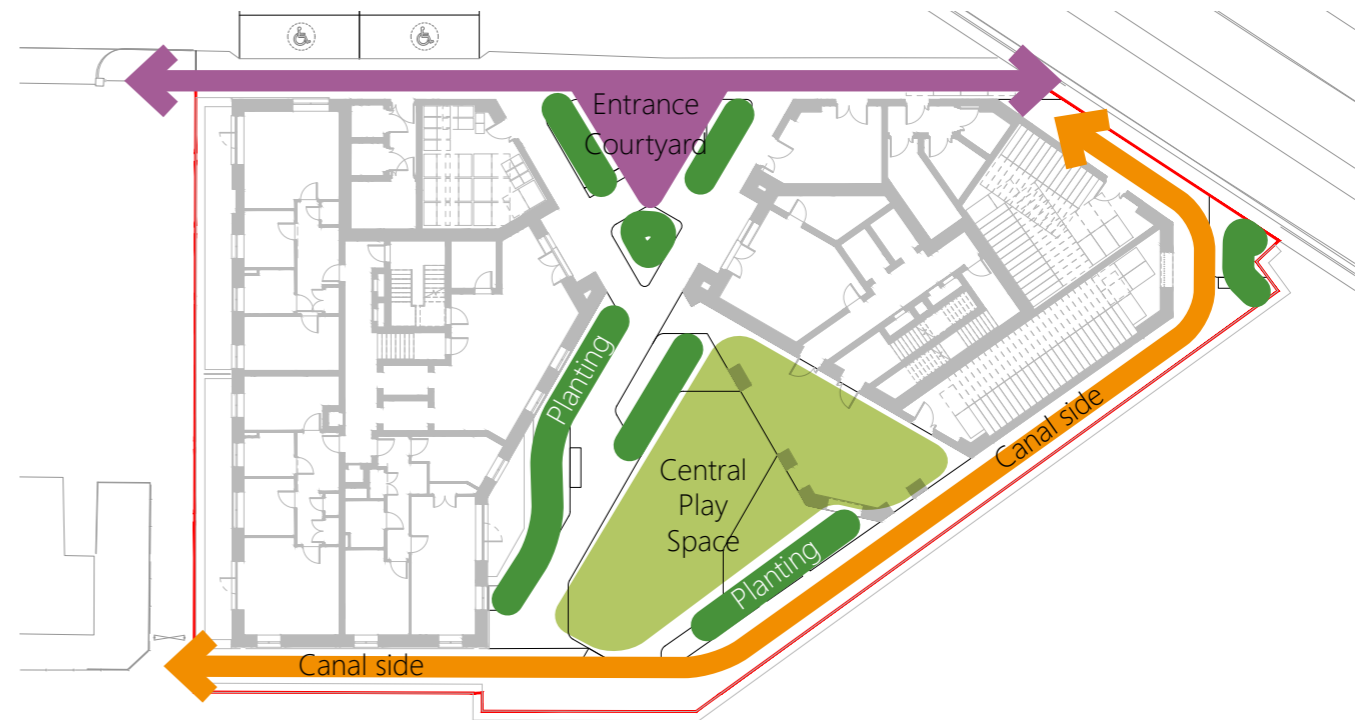 Entrance
Courtyard
Planting
Canal side
Central
Play
Space
Planting
Canal side